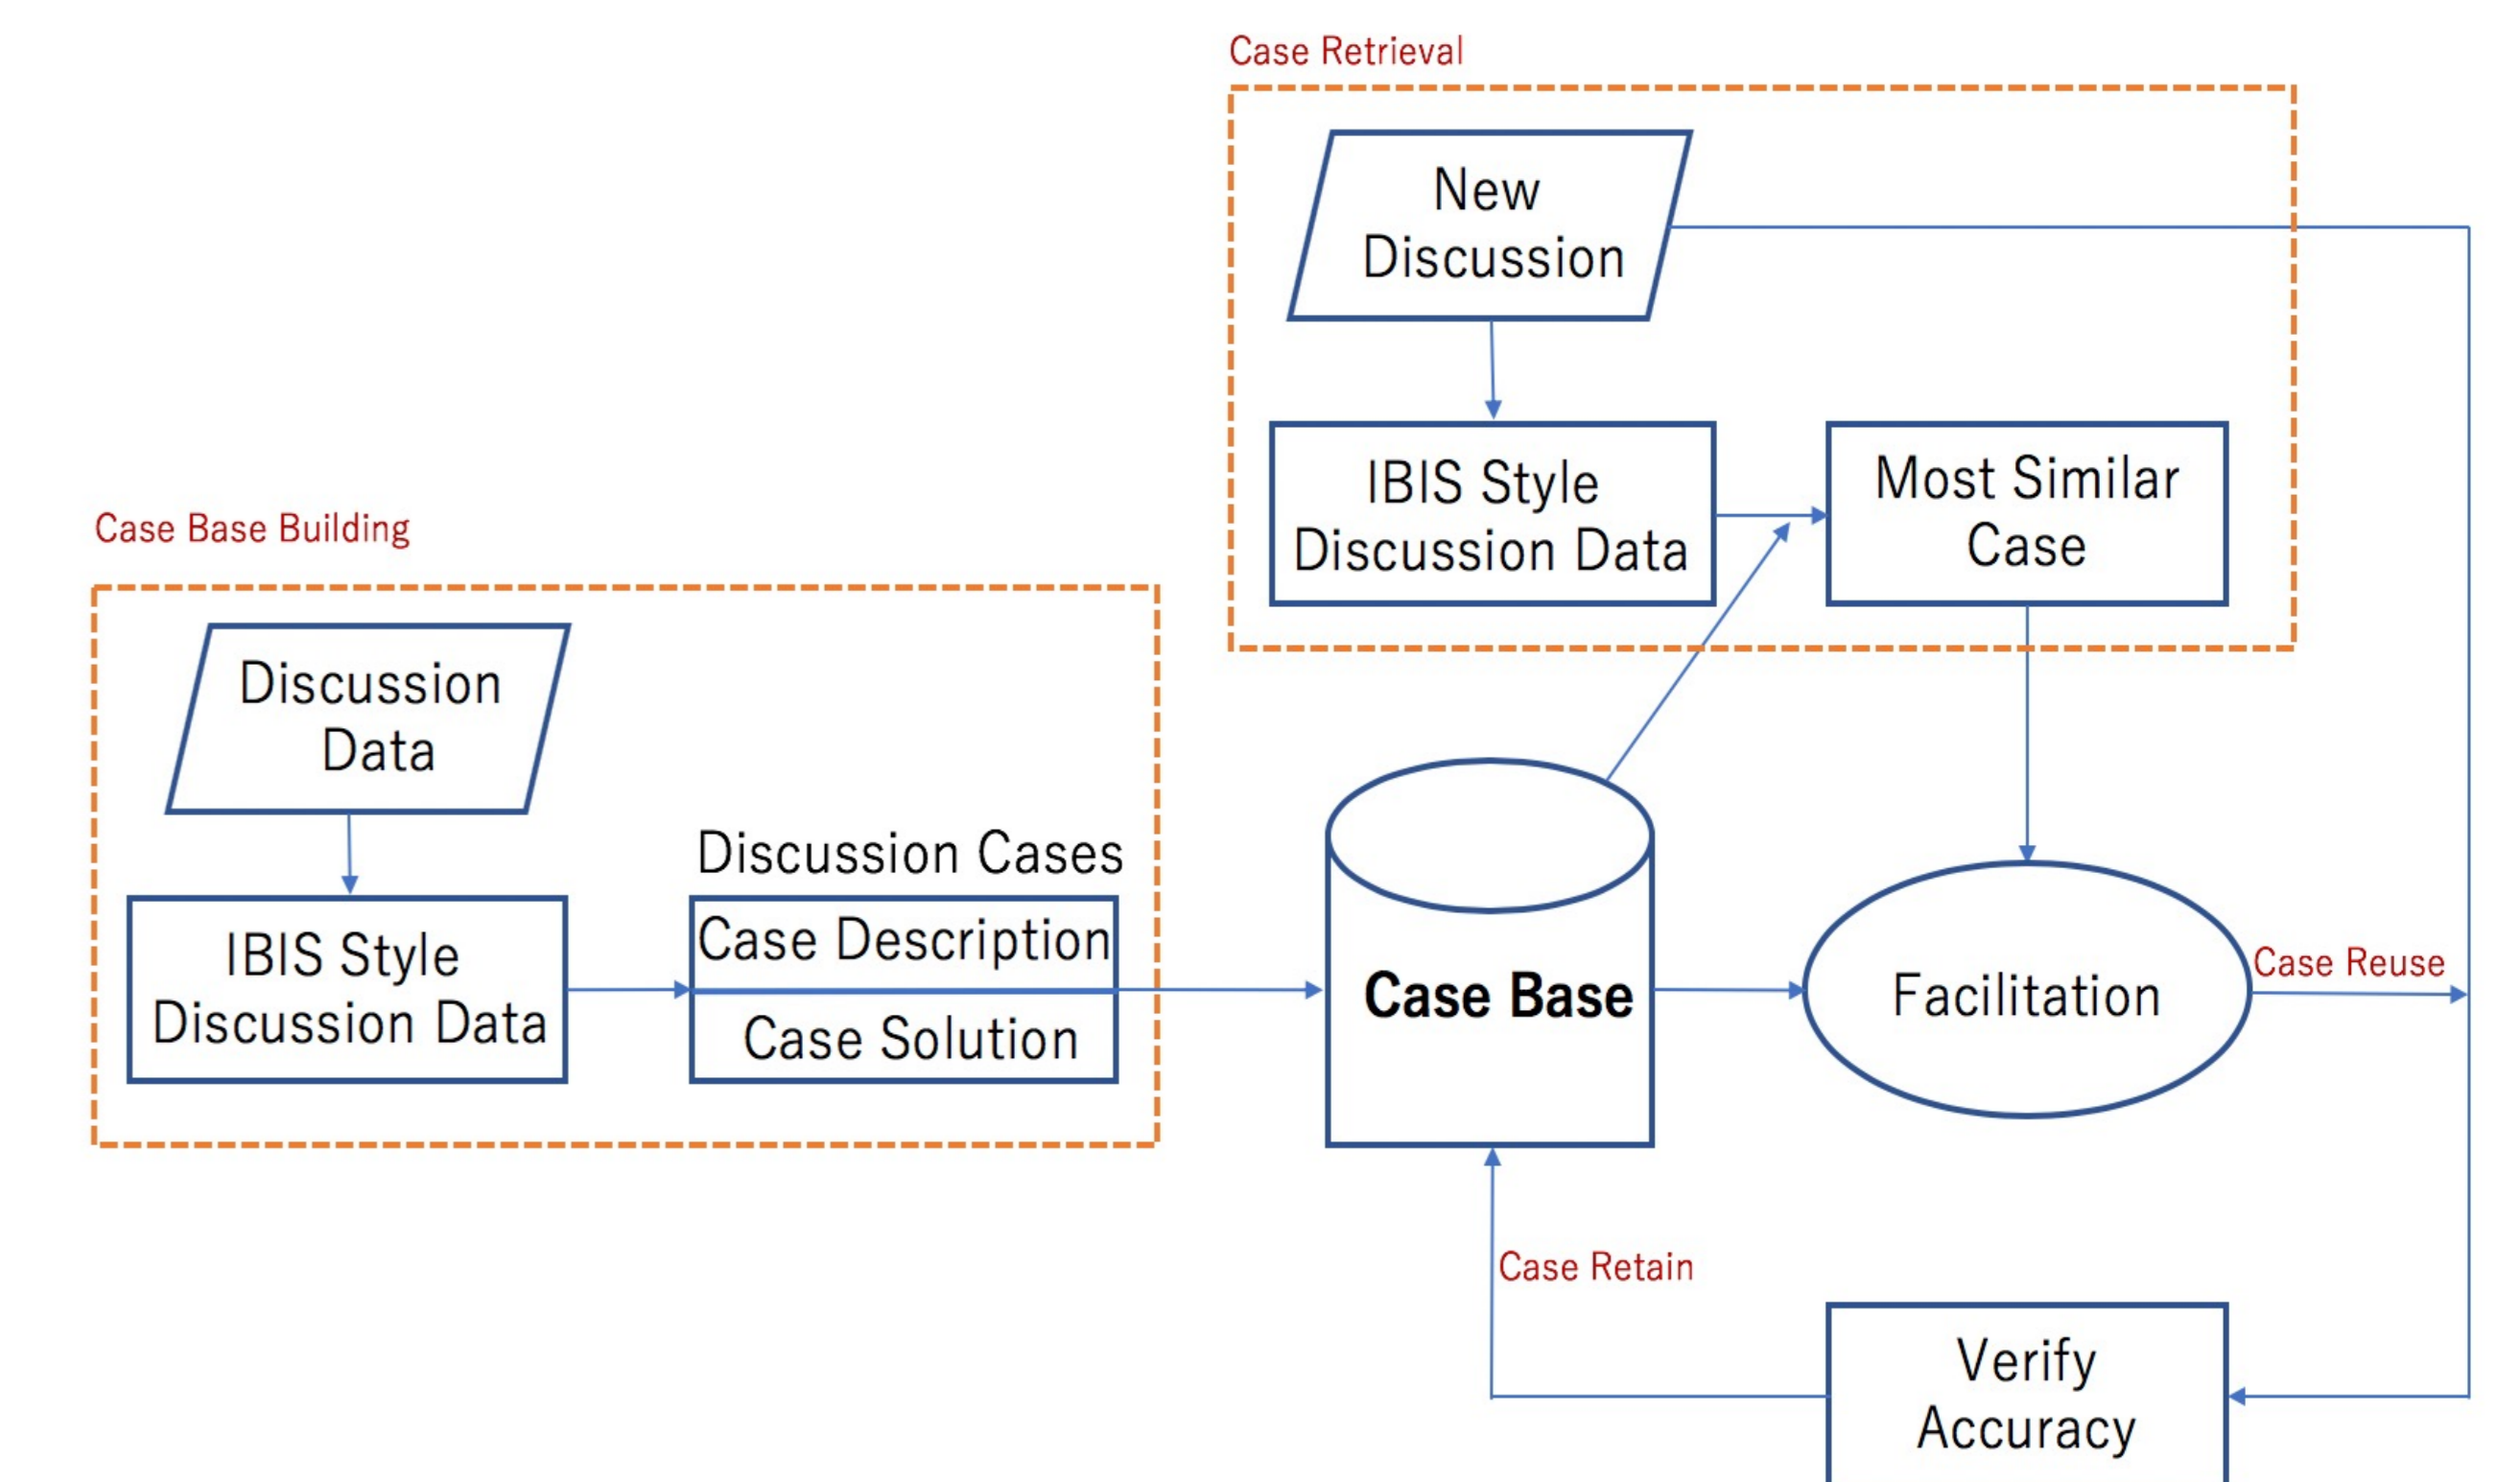 Case Retrieval
New
Discussion
IBIS Style
Discussion Data
Most Similar
Case
Case Base Building
Discussion
Data
IBIS Style
Discussion Data
Discussion Cases
Case Description
Case Solution
Case Base
Facilitation
Case Reuse
Case Retain
Verify
Accuracy